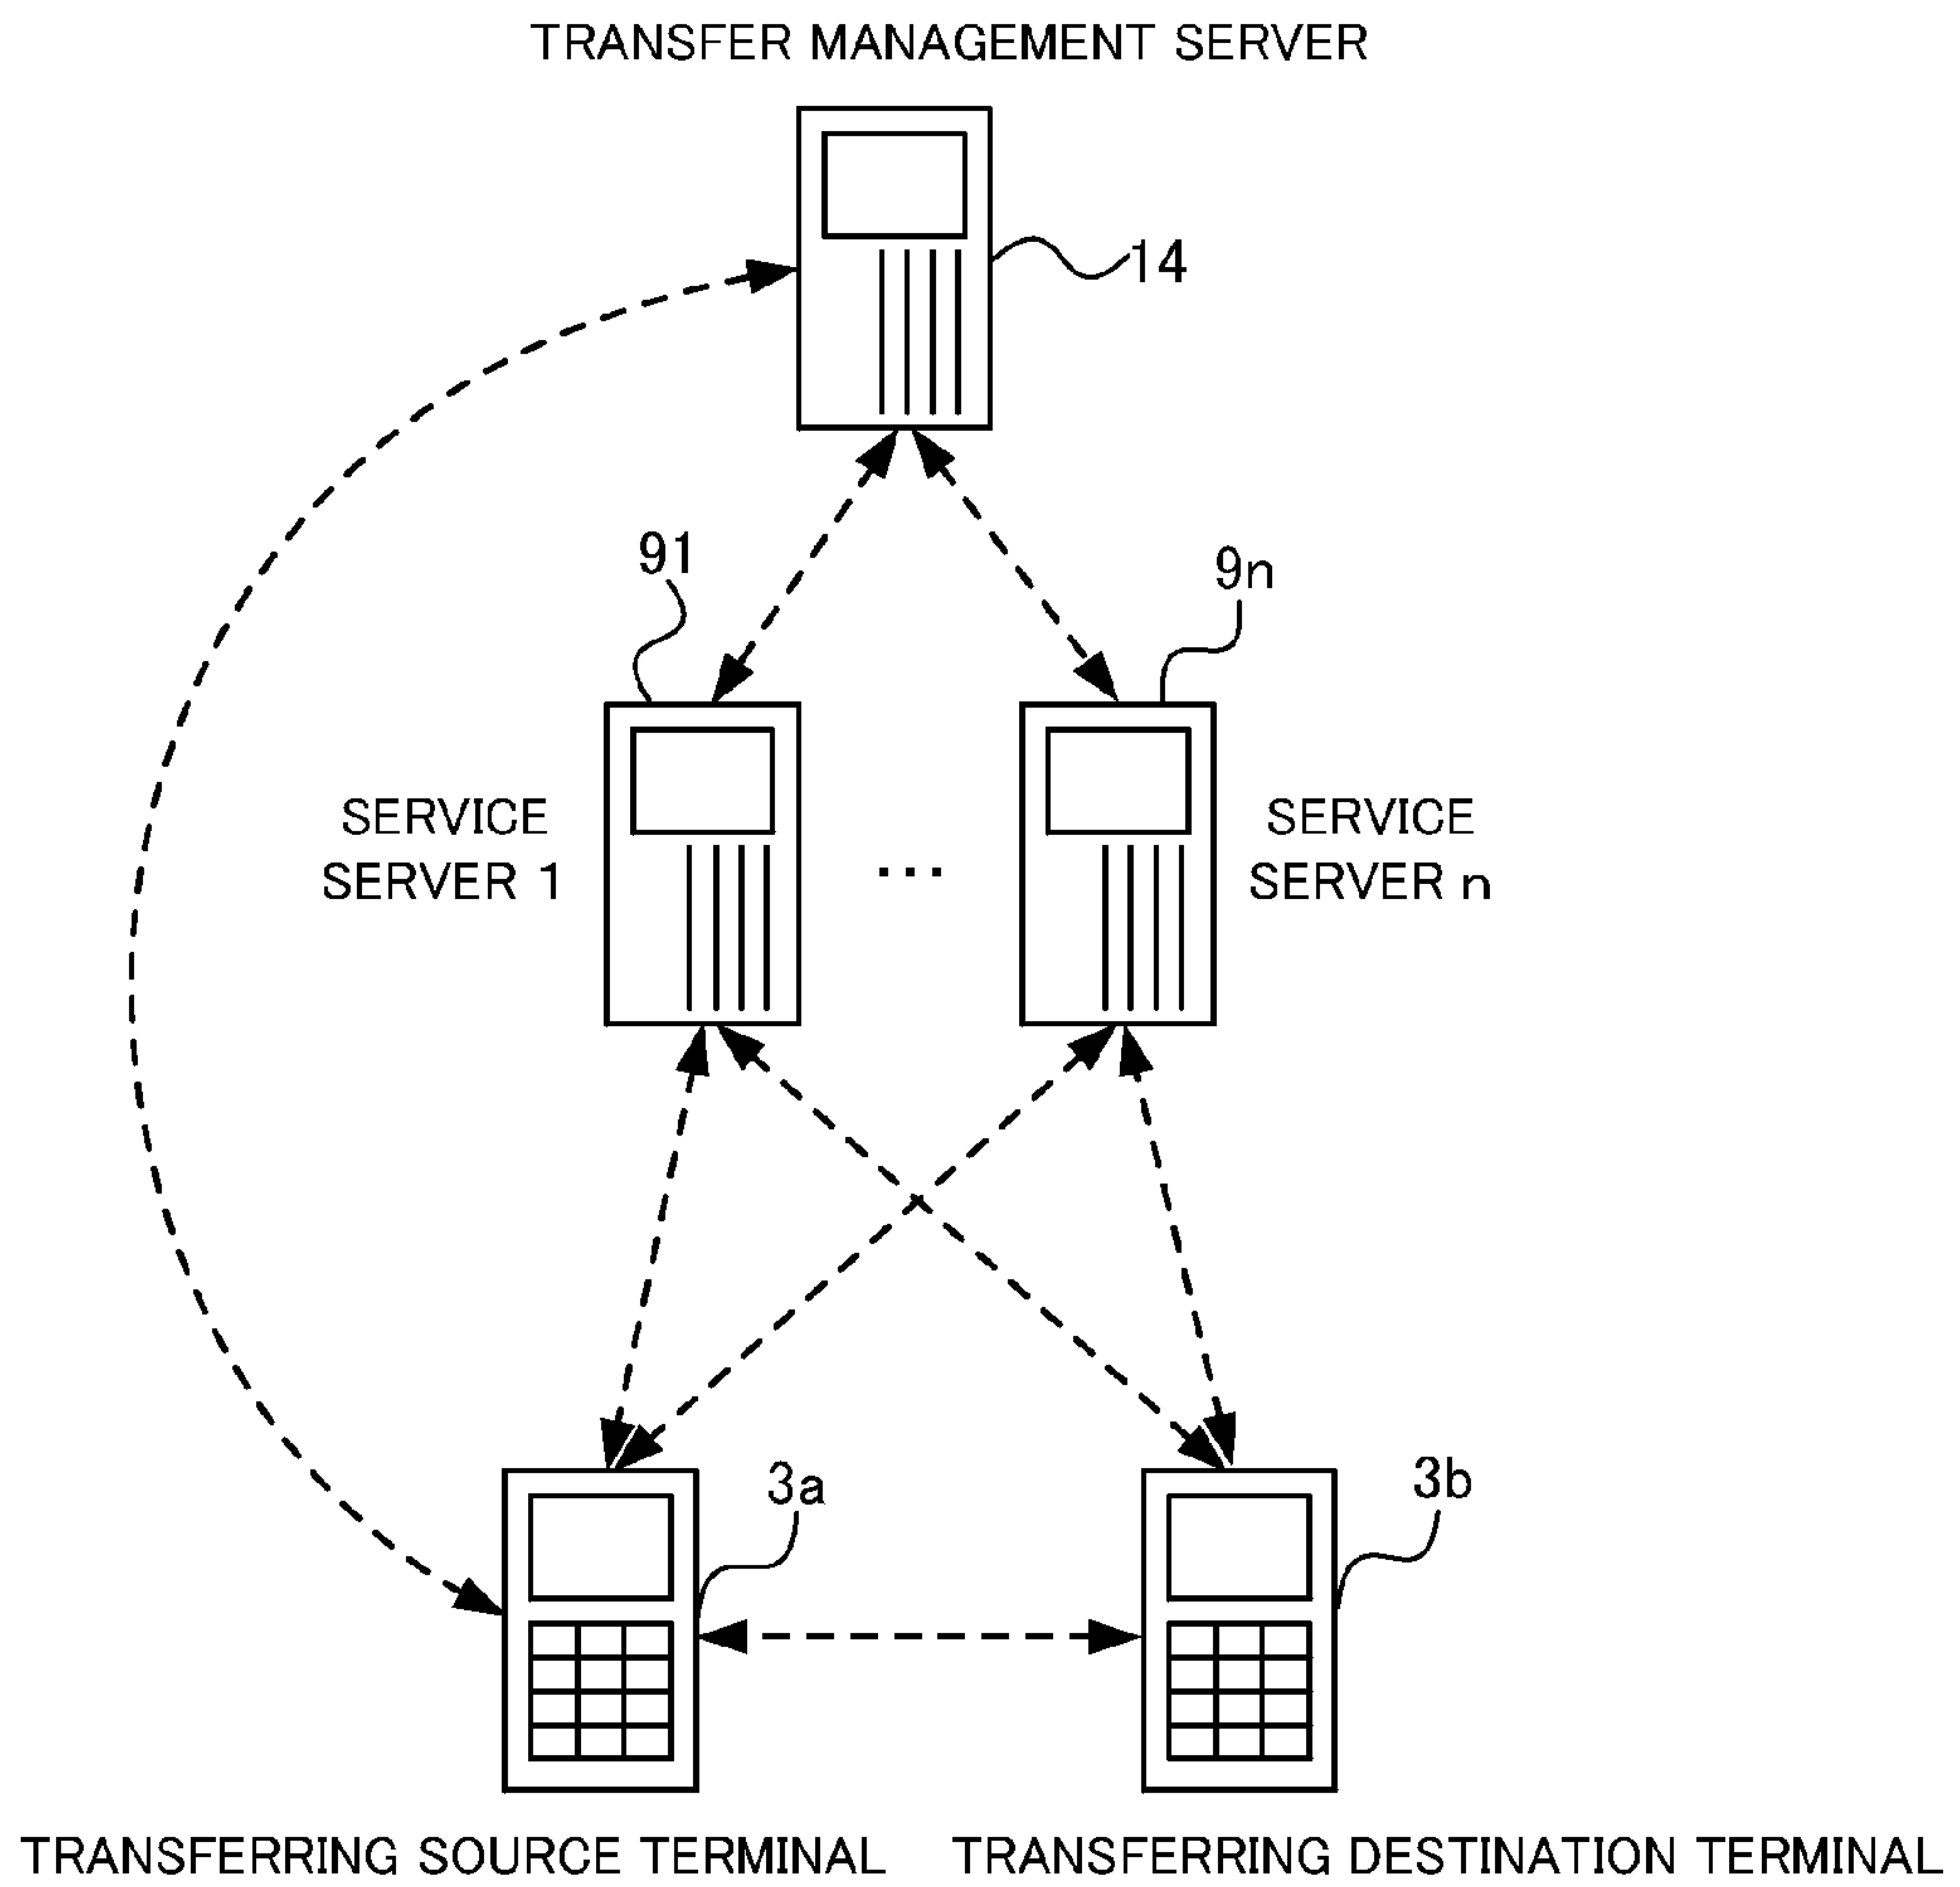 TRANSFER MANAGEMENT SERVER
14
91
9n
SERVICE
SERVER 1
...
SERVICE
SERVER n
3a
3b
TRANSFERRING SOURCE TERMINAL
TRANSFERRING DESTINATION TERMINAL